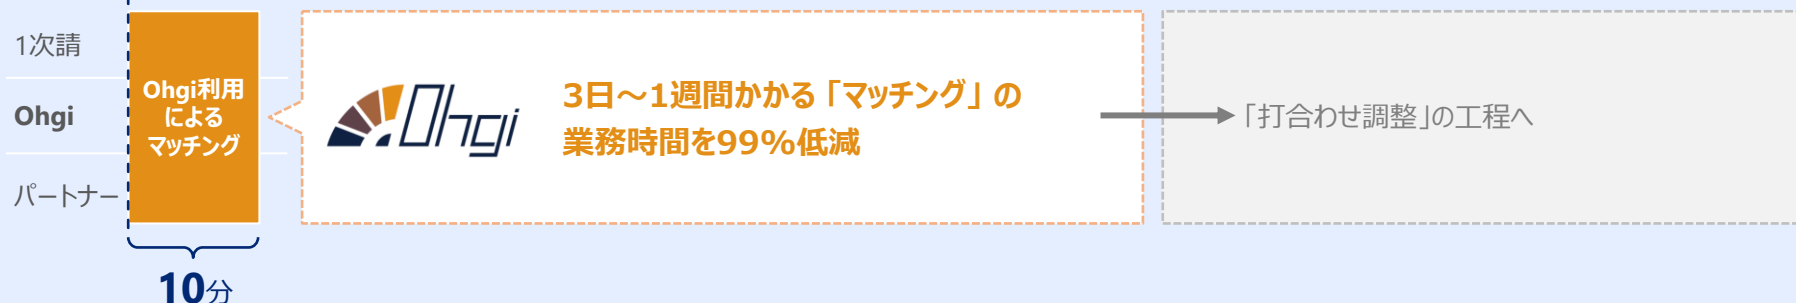 1次請
Ohgi
パートナー
Ohgi利用
による
マッチング
10分
Ohgi
3日～1週間かかる「マッチング」の
業務時間を99%低減
「打合わせ調整」の工程へ